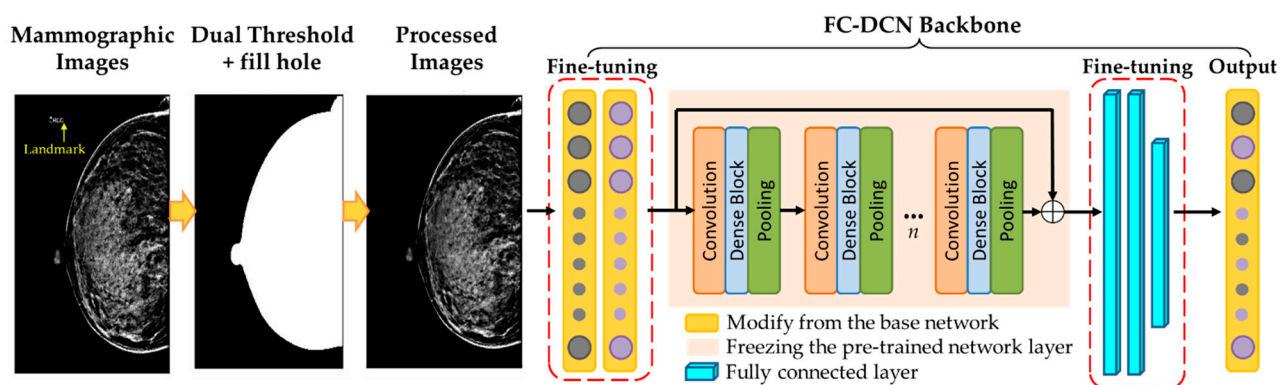 FC-DCN Backbone
Mammographic
Images
Dual Threshold
+ fill hole
Processed
Images
Fine-tuning
Fine-tuning
Output
Landmark
Convolution
Dense Block
Pooling
Convolution
Dense Block
Pooling
...
n
Convolution
Dense Block
Pooling
Modify from the base network
Freezing the pre-trained network layer
Fully connected layer